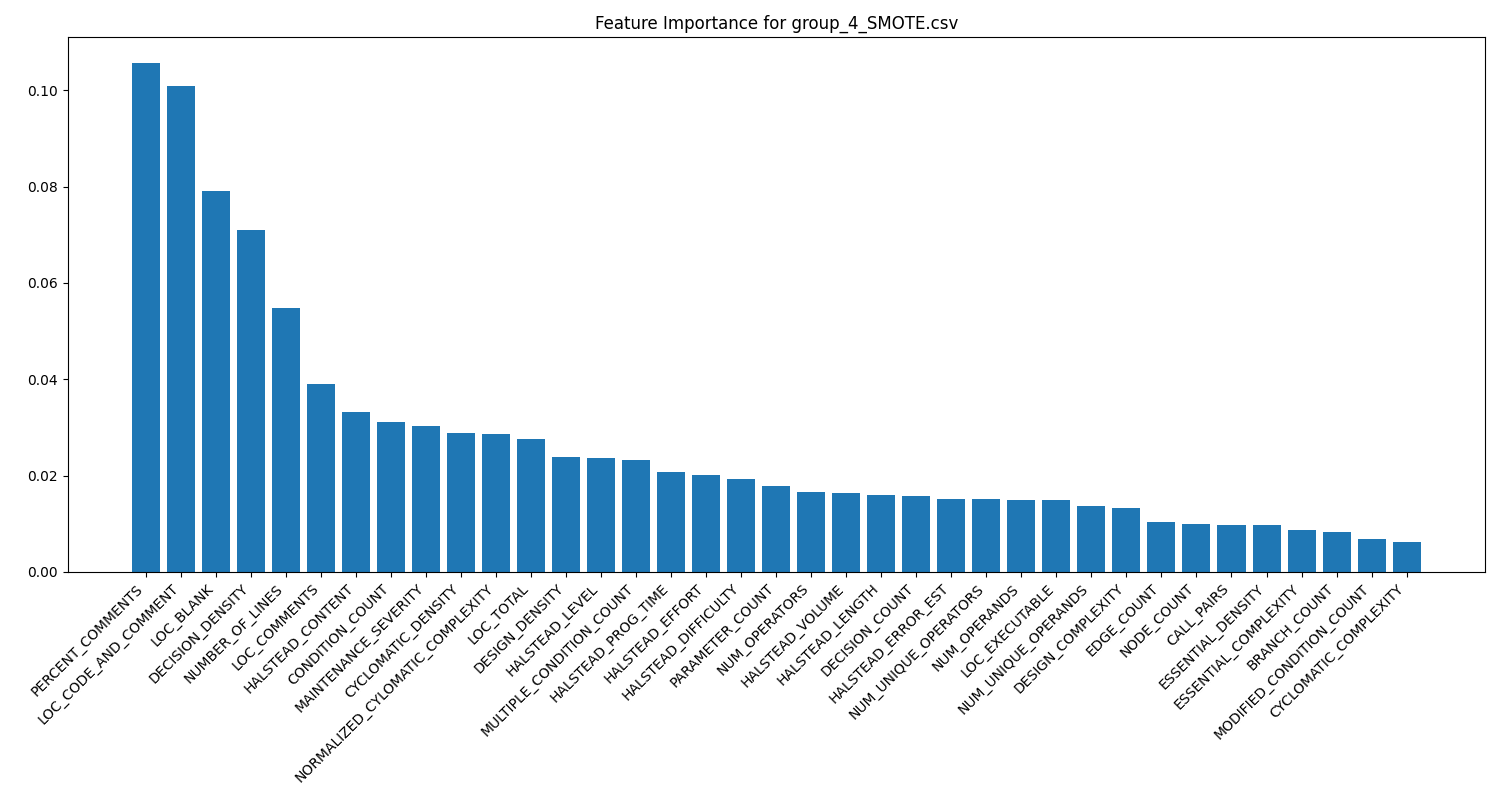 Feature Importance for group_4_SMOTE.csv
0.10
0.08
0.06
0.04
0.02
0.00
PERCENT_COMMENTS
LOC_CODE_AND_COMMENT
LOC_BLANK
DECISION_DENSITY
NUMBER_OF_LINES
LOC_COMMENTS
HALSTEAD_CONTENT
CONDITION_COUNT
MAINTENANCE_SEVERITY
CYCLOMATIC_DENSITY
NORMALIZED_CYLOMATIC_COMPLEXITY
LOC_TOTAL
DESIGN_DENSITY
HALSTEAD_LEVEL
MULTIPLE_CONDITION_COUNT
HALSTEAD_PROG_TIME
HALSTEAD_EFFORT
HALSTEAD_DIFFICULTY
PARAMETER_COUNT
NUM_OPERATORS
HALSTEAD_VOLUME
HALSTEAD_LENGTH
DECISION_COUNT
HALSTEAD_ERROR_EST
NUM_UNIQUE_OPERATORS
NUM_OPERANDS
LOC_EXECUTABLE
NUM_UNIQUE_OPERANDS
DESIGN_COMPLEXITY
EDGE_COUNT
NODE_COUNT
CALL_PAIRS
ESSENTIAL_DENSITY
ESSENTIAL_COMPLEXITY
BRANCH_COUNT
MODIFIED_CONDITION_COUNT
CYCLOMATIC_COMPLEXITY